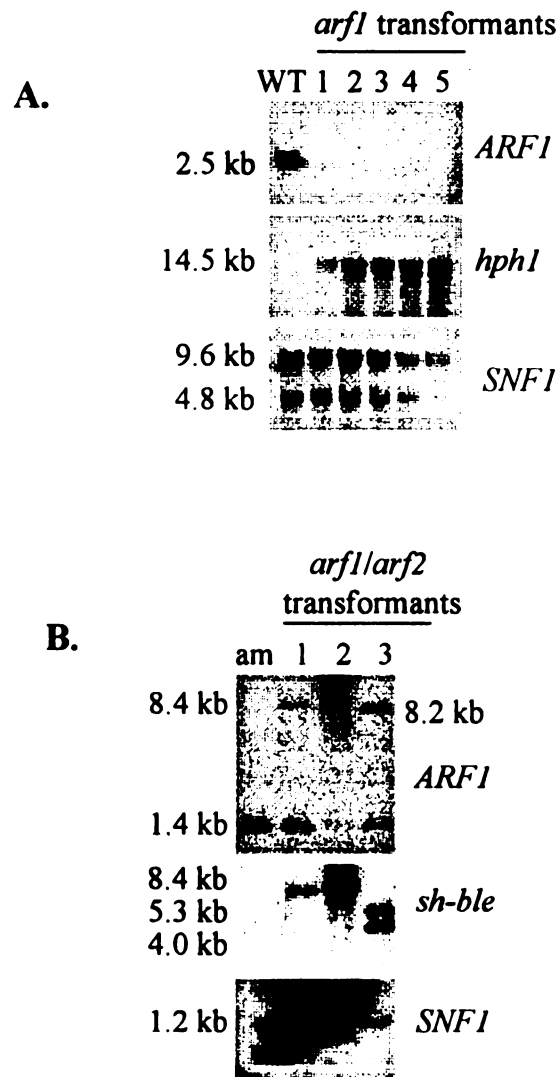 arf1 transformants
A.
WT 1 2 3 4 5
2.5 kb ARF1
14.5 kb hph1
9.6 kb
4.8 kb SNF1
arf1/arf2
transformants
B.
am 1 2 3
8.4 kb 8.2 kb
ARF1
1.4 kb
8.4 kb
5.3 kb sh-ble
4.0 kb
1.2 kb SNF1